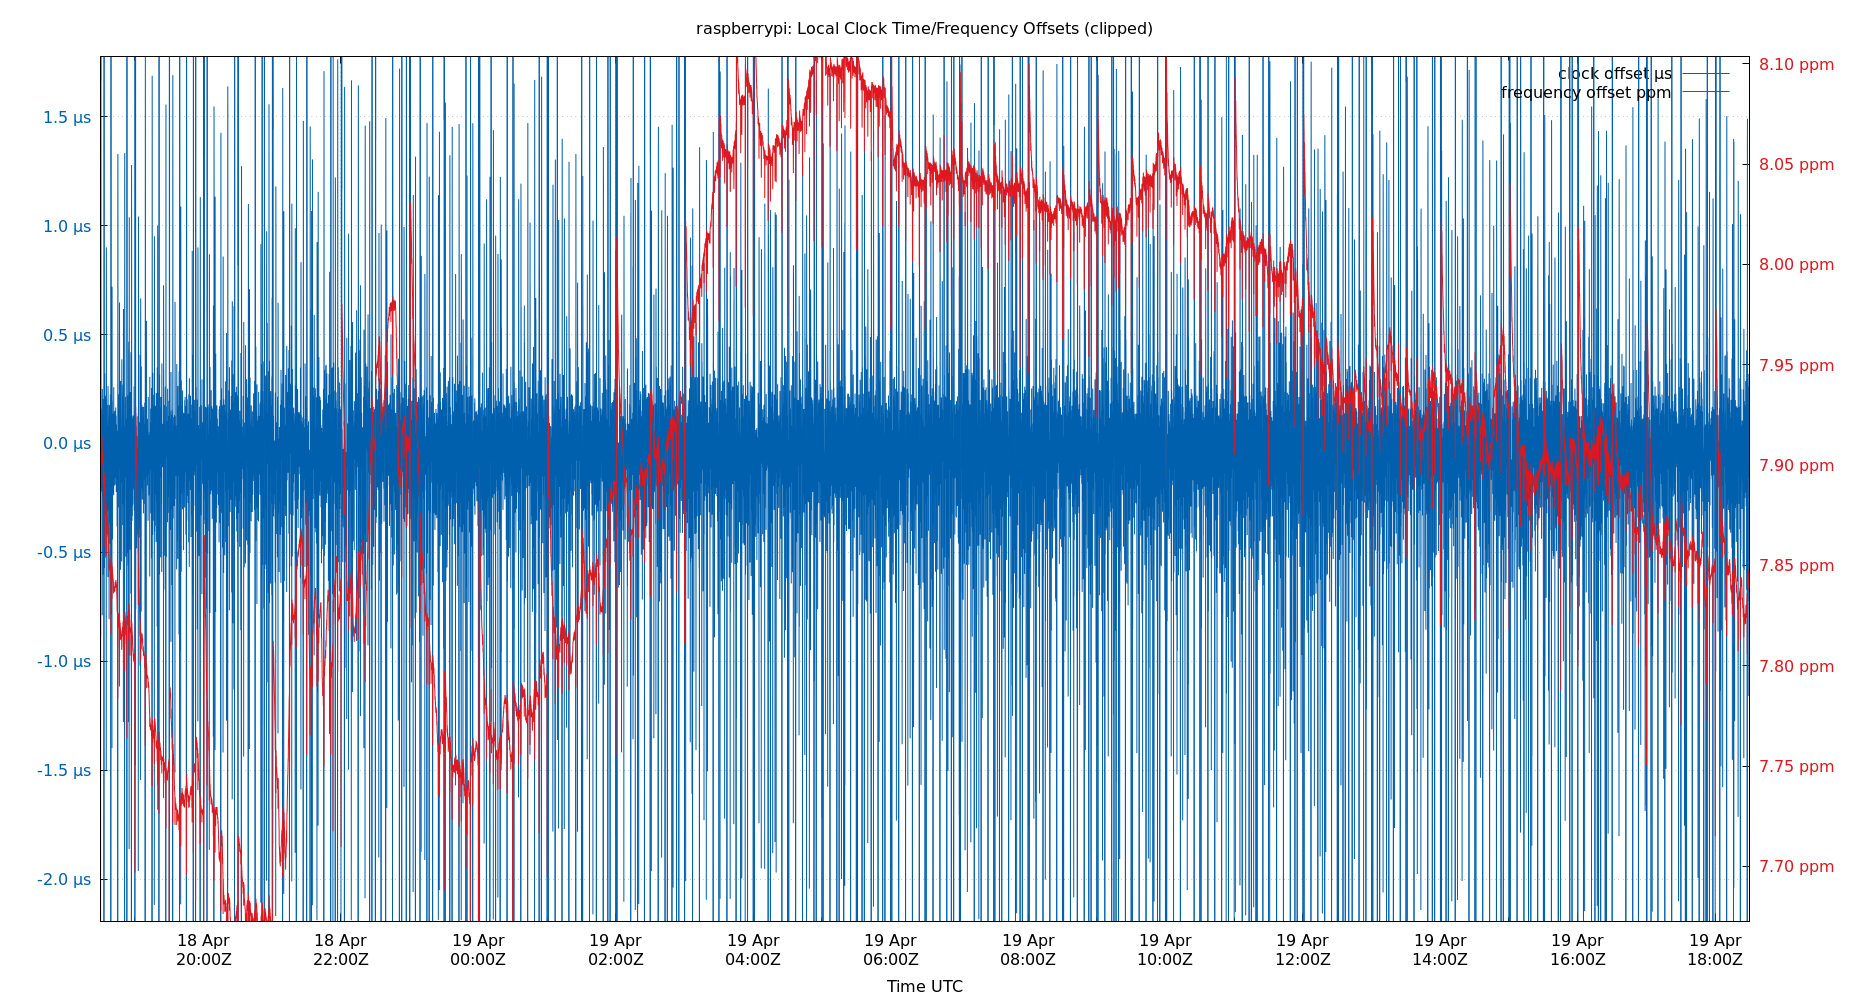 raspberrypi: Local Clock Time/Frequency Offsets (clipped)
clock offset µs
frequency offset ppm
1.5 µs
1.0 µs
0.5 µs
0.0 µs
-0.5 µs
-1.0 µs
-1.5 µs
-2.0 µs
8.10 ppm
8.05 ppm
8.00 ppm
7.95 ppm
7.90 ppm
7.85 ppm
7.80 ppm
7.75 ppm
7.70 ppm
18 Apr
20:00Z
18 Apr
22:00Z
19 Apr
00:00Z
19 Apr
02:00Z
19 Apr
04:00Z
19 Apr
06:00Z
19 Apr
08:00Z
19 Apr
10:00Z
19 Apr
12:00Z
19 Apr
14:00Z
19 Apr
16:00Z
19 Apr
18:00Z
Time UTC